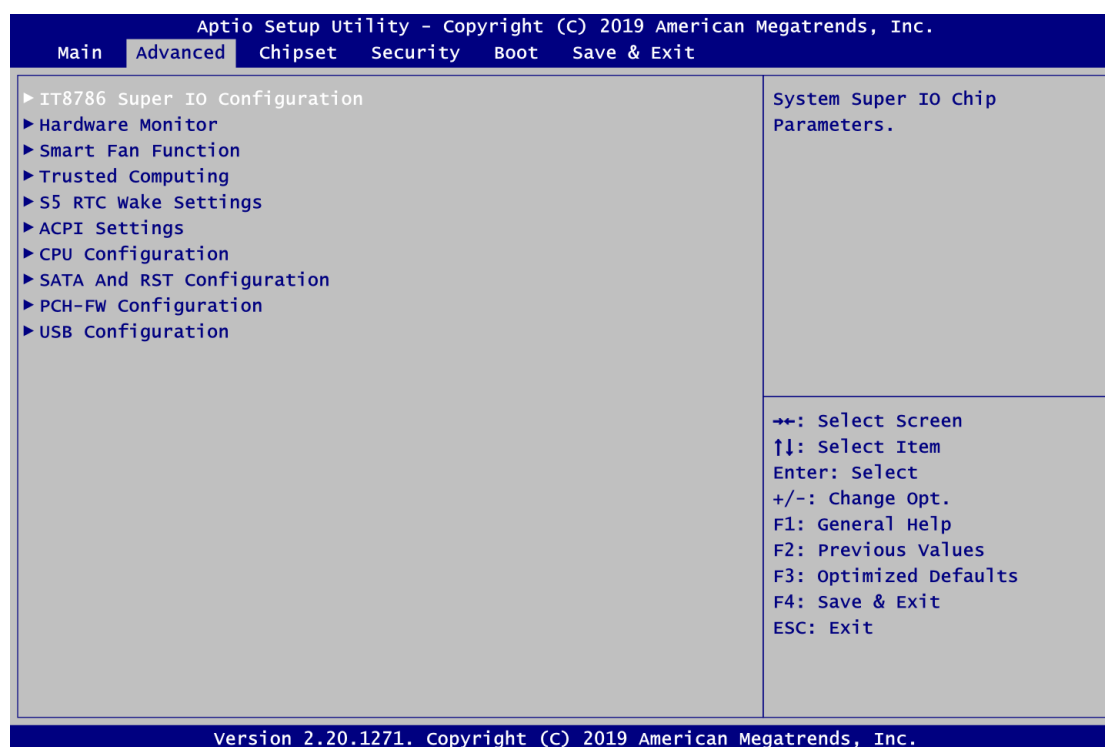 Aptio Setup Utility - Copyright (C) 2019 American Megatrends, Inc.
Main Advanced Chipset Security Boot Save & Exit
►IT8786 Super IO Configuration
►Hardware Monitor
►Smart Fan Function
►Trusted Computing
►S5 RTC Wake Settings
►ACPI Settings
►CPU Configuration
►SATA And RST Configuration
►PCH-FW Configuration
►USB Configuration
System Super IO Chip
Parameters.
→←: Select Screen
↑↓: Select Item
Enter: Select
+/-: Change Opt.
F1: General Help
F2: Previous Values
F3: Optimized Defaults
F4: Save & Exit
ESC: Exit
Version 2.20.1271. Copyright (C) 2019 American Megatrends, Inc.